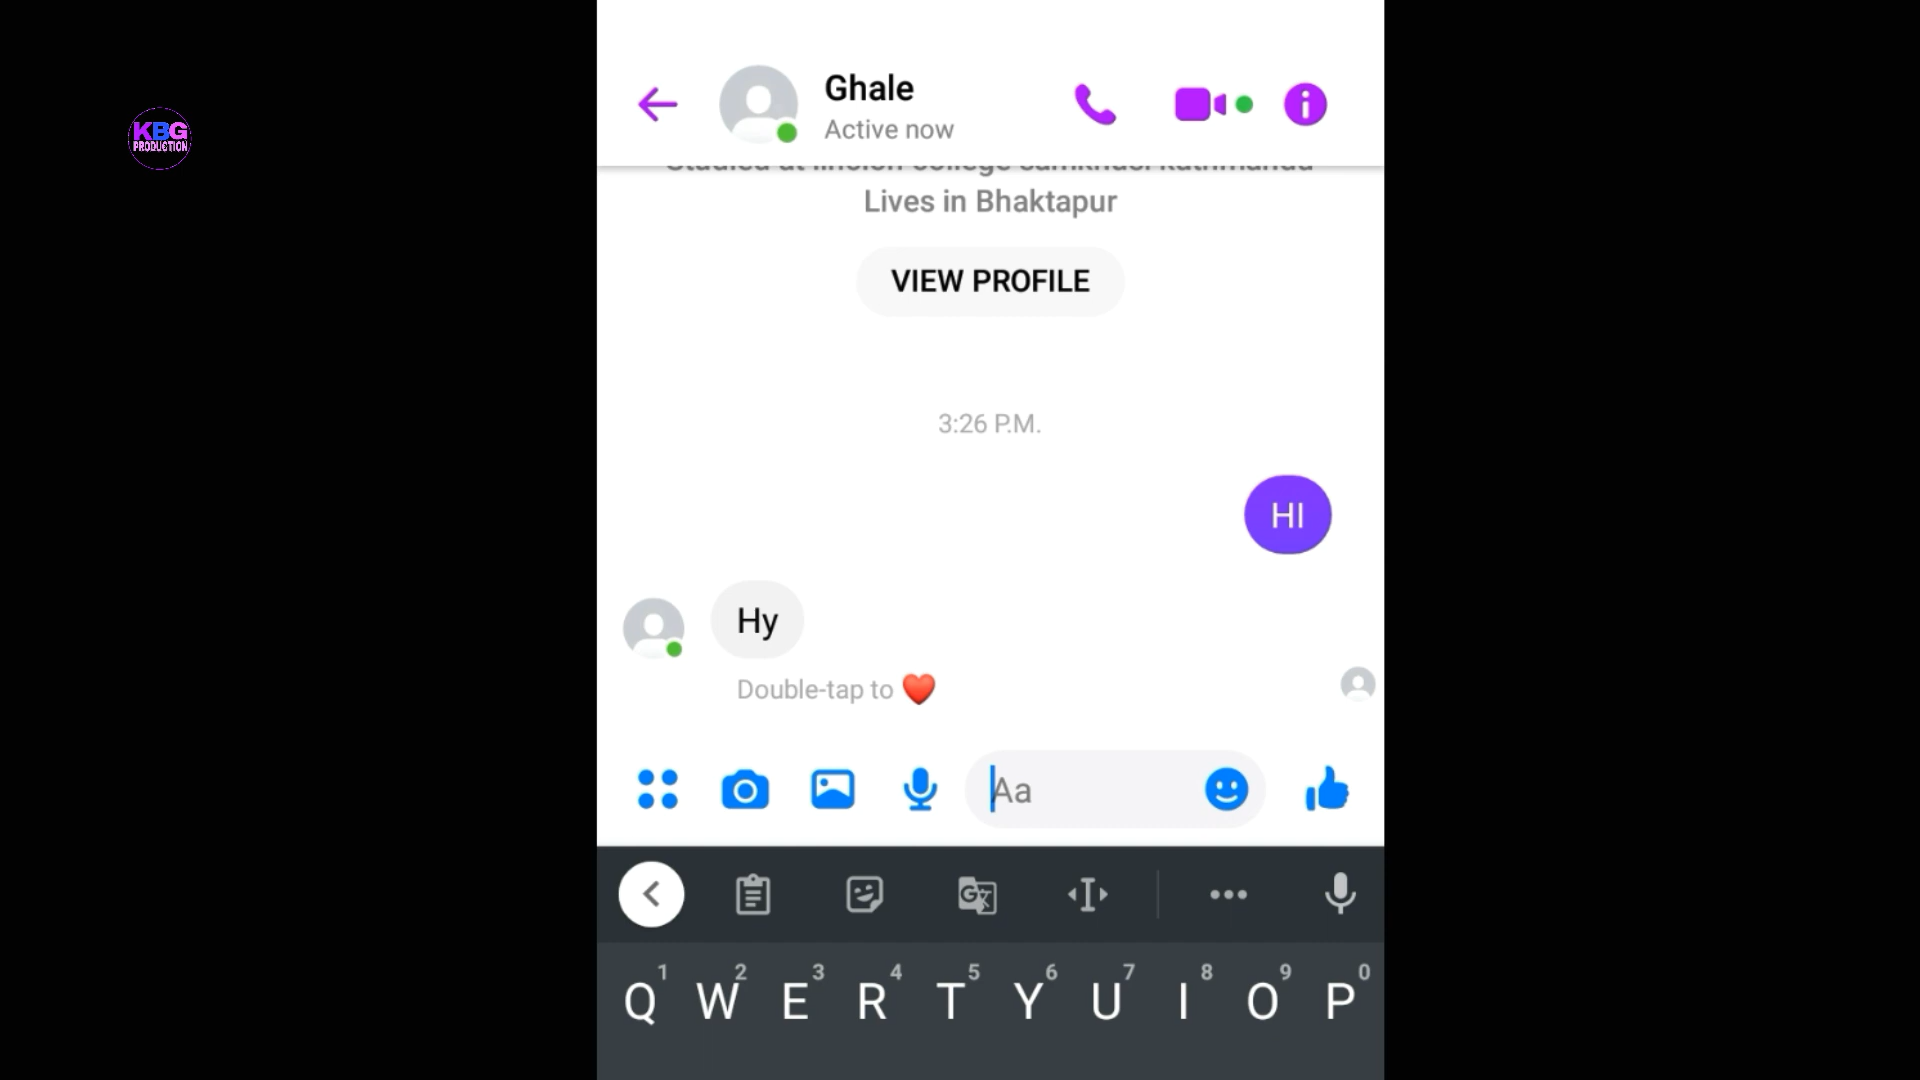 KBG
PRODUCTION
Ghale
Active now
Lives in Bhaktapur
VIEW PROFILE
3:26 P.M.
HI
Hy
Double-tap to ❤️
Aa
1 2 3 4 5 6 7 8 9 0
Q W E R T Y U I O P